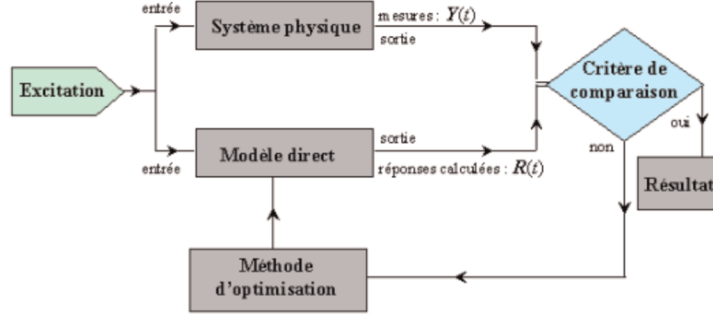 entrée
Système physique
mesures : Y(t)
sortie
Excitation
Critère de
comparaison
oui
non
Résultat
sortie
Modèle direct
entrée
réponses calculées : R(t)
Méthode
d'optimisation